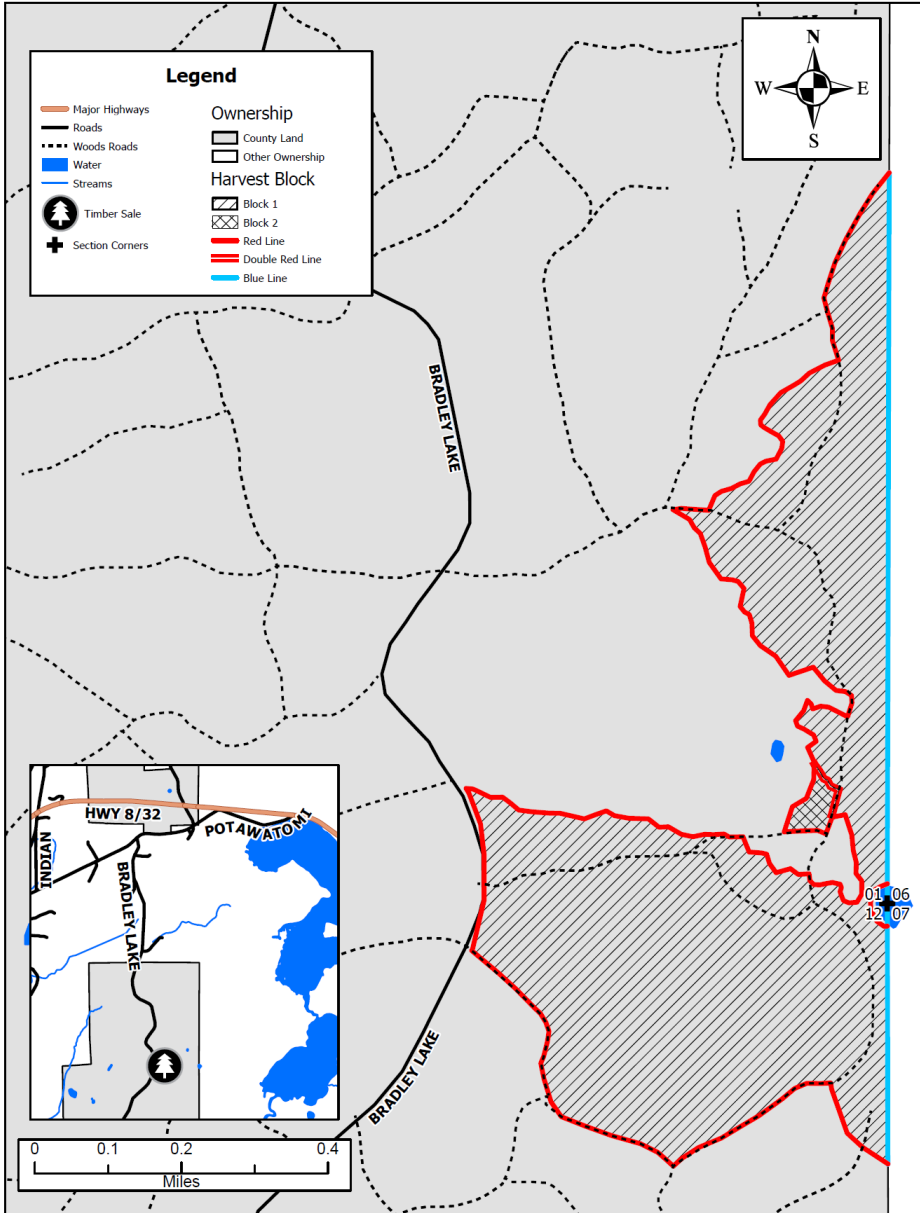 N
W E
S
Legend
Major Highways
Roads
Woods Roads
Water
Streams
Timber Sale
Section Corners
Ownership
County Land
Other Ownership
Harvest Block
Block 1
Block 2
Red Line
Double Red Line
Blue Line
BRADLEY LAKE
HWY 8/32
POTAWATOMI
INDIAN
BRADLEY LAKE
01 06
12 07
BRADLEY LAKE
0 0.1 0.2 0.4
Miles